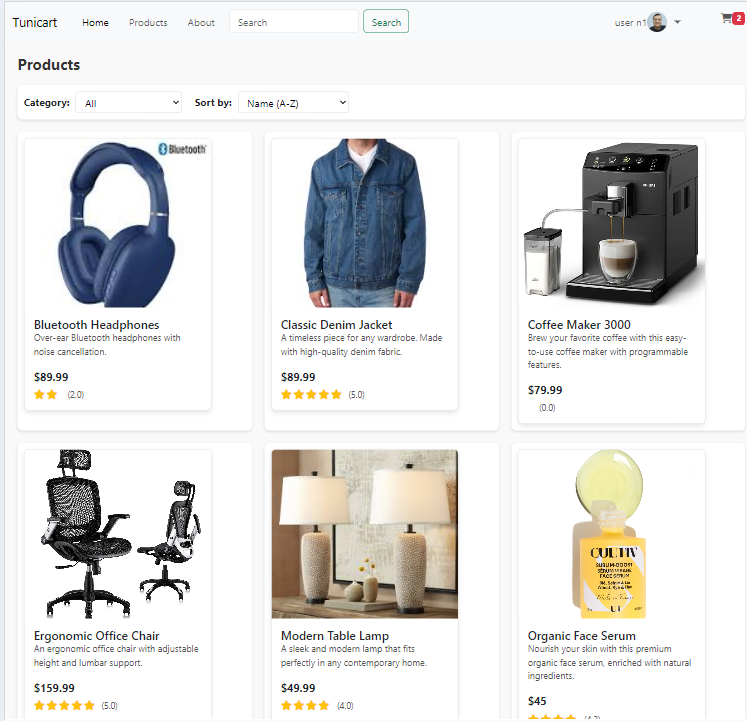 Tunicart Home Products About Search Search user n1 2
Products
Category: All Sort by: Name (A-Z)
Bluetooth
Bluetooth Headphones
Over-ear Bluetooth headphones with
noise cancellation.
$89.99
(2.0)
Classic Denim Jacket
A timeless piece for any wardrobe. Made
with high-quality denim fabric.
$89.99
(5.0)
PHILIPS
Coffee Maker 3000
Brew your favorite coffee with this easy-
to-use coffee maker with programmable
features.
$79.99
(0.0)
Ergonomic Office Chair
An ergonomic office chair with adjustable
height and lumbar support.
$159.99
(5.0)
Modern Table Lamp
A sleek and modern lamp that fits
perfectly in any contemporary home.
$49.99
(4.0)
CULTIV
SERUM-BOOST
SÉRUM VISAGE
FACE SERUM
Organic Face Serum
Nourish your skin with this premium
organic face serum, enriched with natural
ingredients.
$45